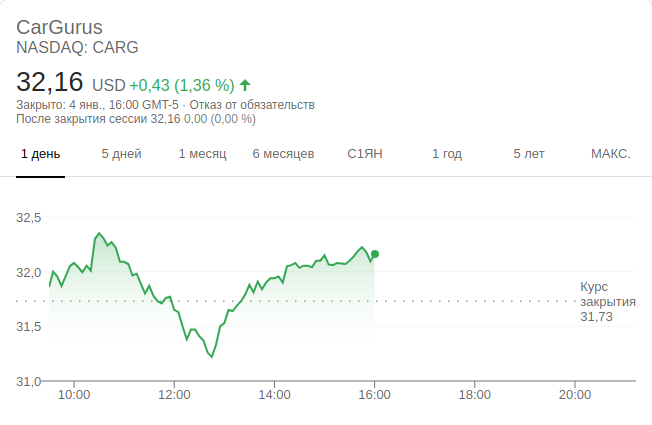 CarGurus
NASDAQ: CARG
32,16 USD +0,43 (1,36 %) ↑
Закрыто: 4 янв., 16:00 GMT-5 · Отказ от обязательств
После закрытия сессии 32,16 0,00 (0,00 %)
1 день 5 дней 1 месяц 6 месяцев С1ЯН 1 год 5 лет МАКС.
32,5
32,0
Курс
закрытия
31,73
31,5
31,0
10:00 12:00 14:00 16:00 18:00 20:00